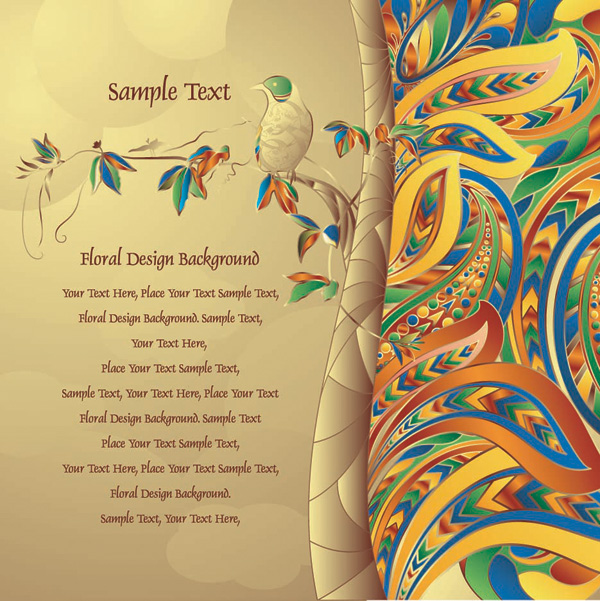 Sample Text
Floral Design Background
Your Text Here, Place Your Text Sample Text,
Floral Design Background. Sample Text,
Your Text Here,
Place Your Text Sample Text,
Sample Text, Your Text Here, Place Your Text
Floral Design Background. Sample Text
Place Your Text Sample Text,
Your Text Here, Place Your Text Sample Text,
Floral Design Background.
Sample Text, Your Text Here,